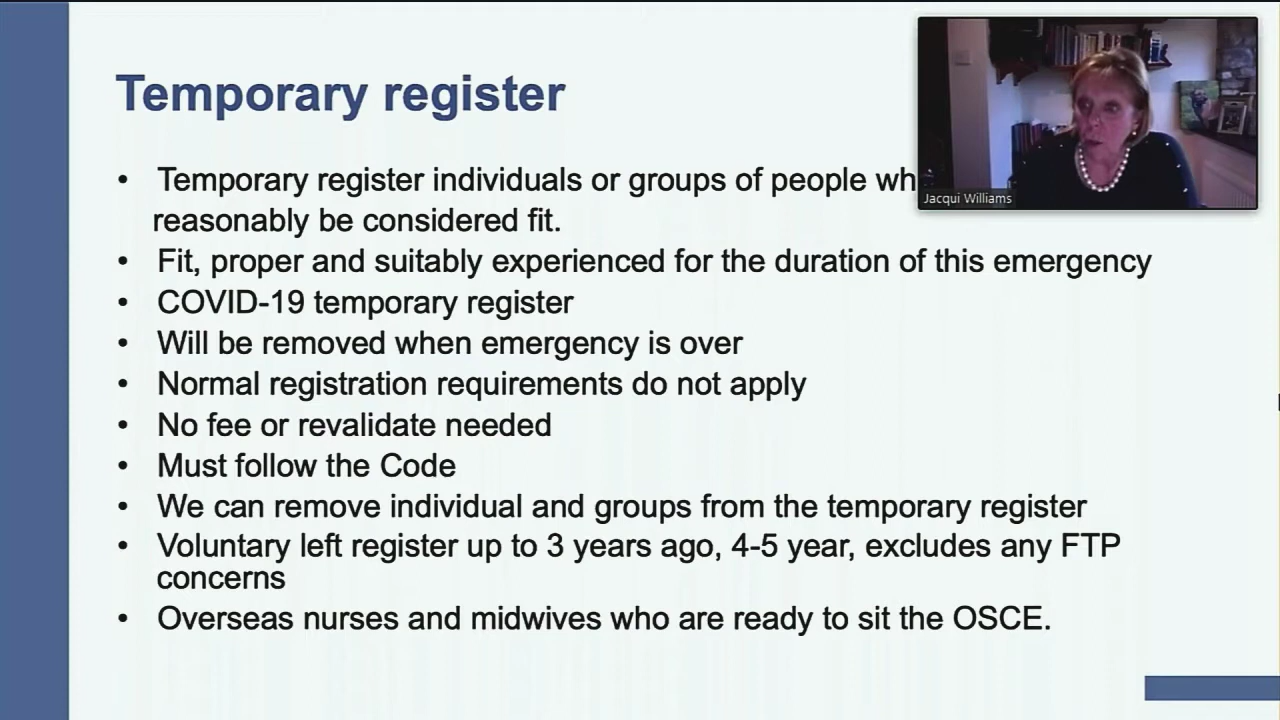 Temporary register
• Temporary register individuals or groups of people wh
reasonably be considered fit.
• Fit, proper and suitably experienced for the duration of this emergency
• COVID-19 temporary register
• Will be removed when emergency is over
• Normal registration requirements do not apply
• No fee or revalidate needed
• Must follow the Code
• We can remove individual and groups from the temporary register
• Voluntary left register up to 3 years ago, 4-5 year, excludes any FTP
concerns
• Overseas nurses and midwives who are ready to sit the OSCE.
Jacqui Williams